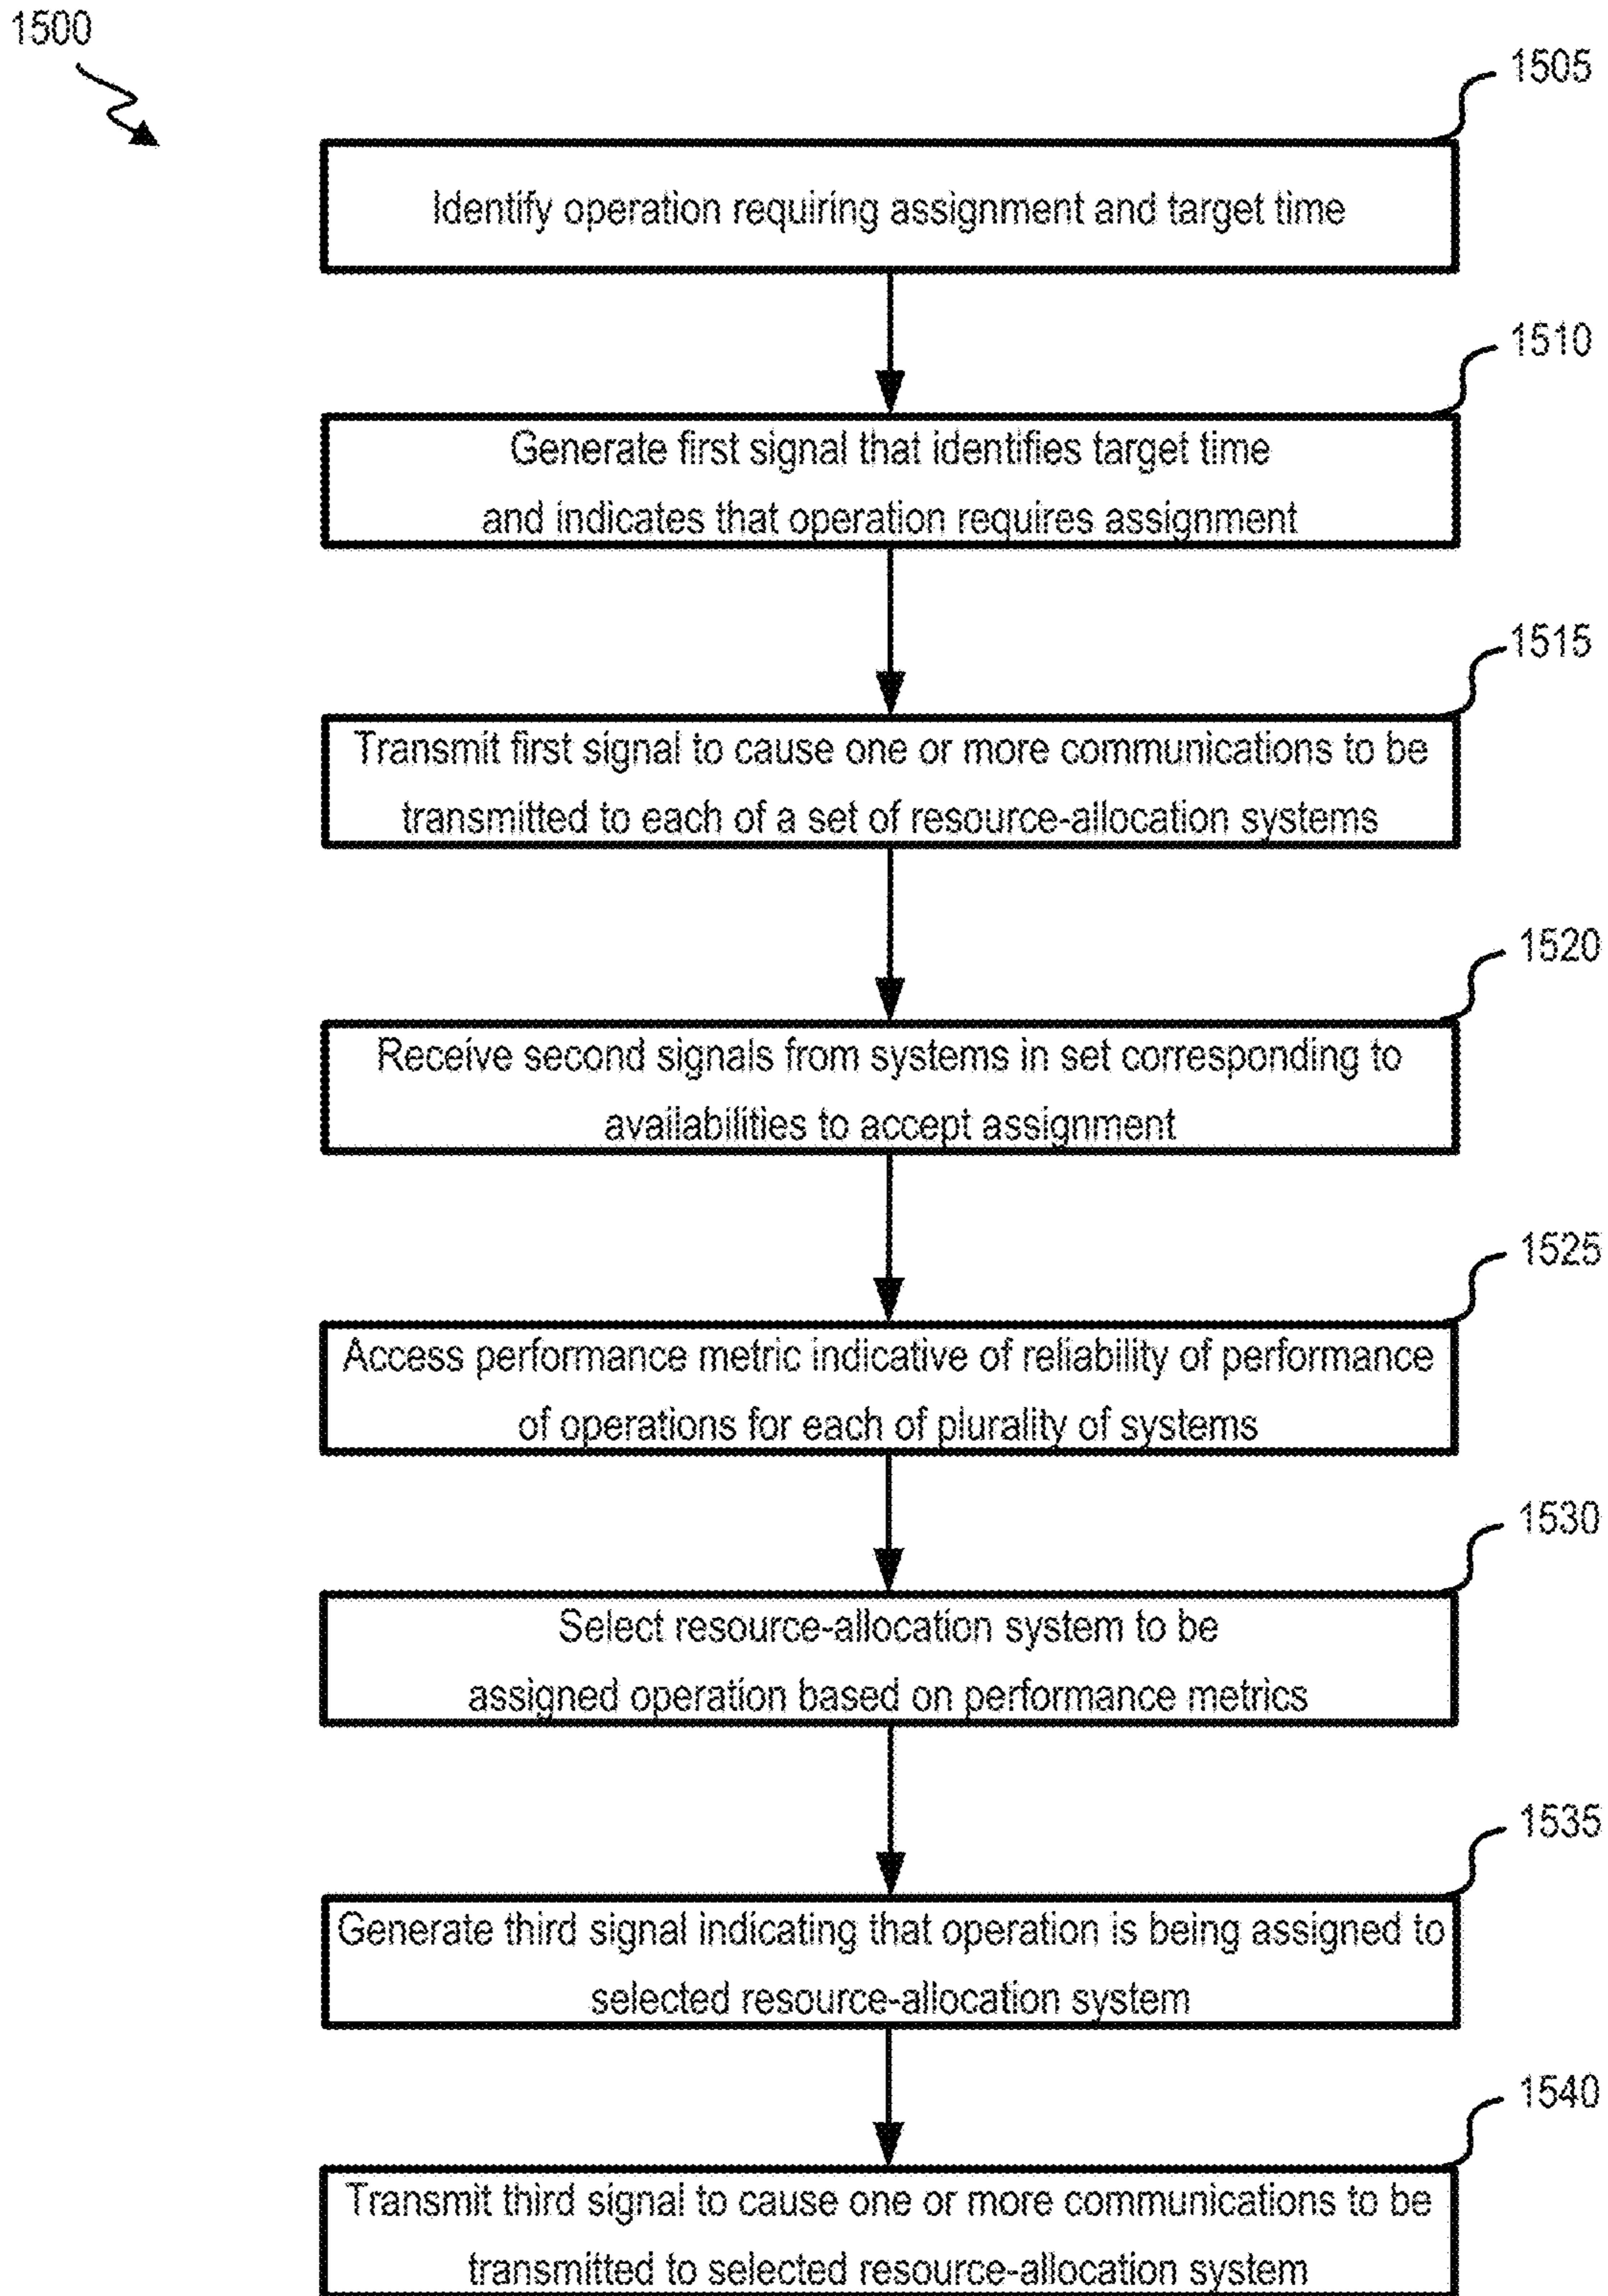 1500
1505
Identify operation requiring assignment and target time
1510
Generate first signal that identifies target time
and indicates that operation requires assignment
1515
Transmit first signal to cause one or more communications to be
transmitted to each of a set of resource-allocation systems
1520
Receive second signals from systems in set corresponding to
availabilities to accept assignment
1525
Access performance metric indicative of reliability of performance
of operations for each of plurality of systems
1530
Select resource-allocation system to be
assigned operation based on performance metrics
1535
Generate third signal indicating that operation is being assigned to
selected resource-allocation system
1540
Transmit third signal to cause one or more communications to be
transmitted to selected resource-allocation system